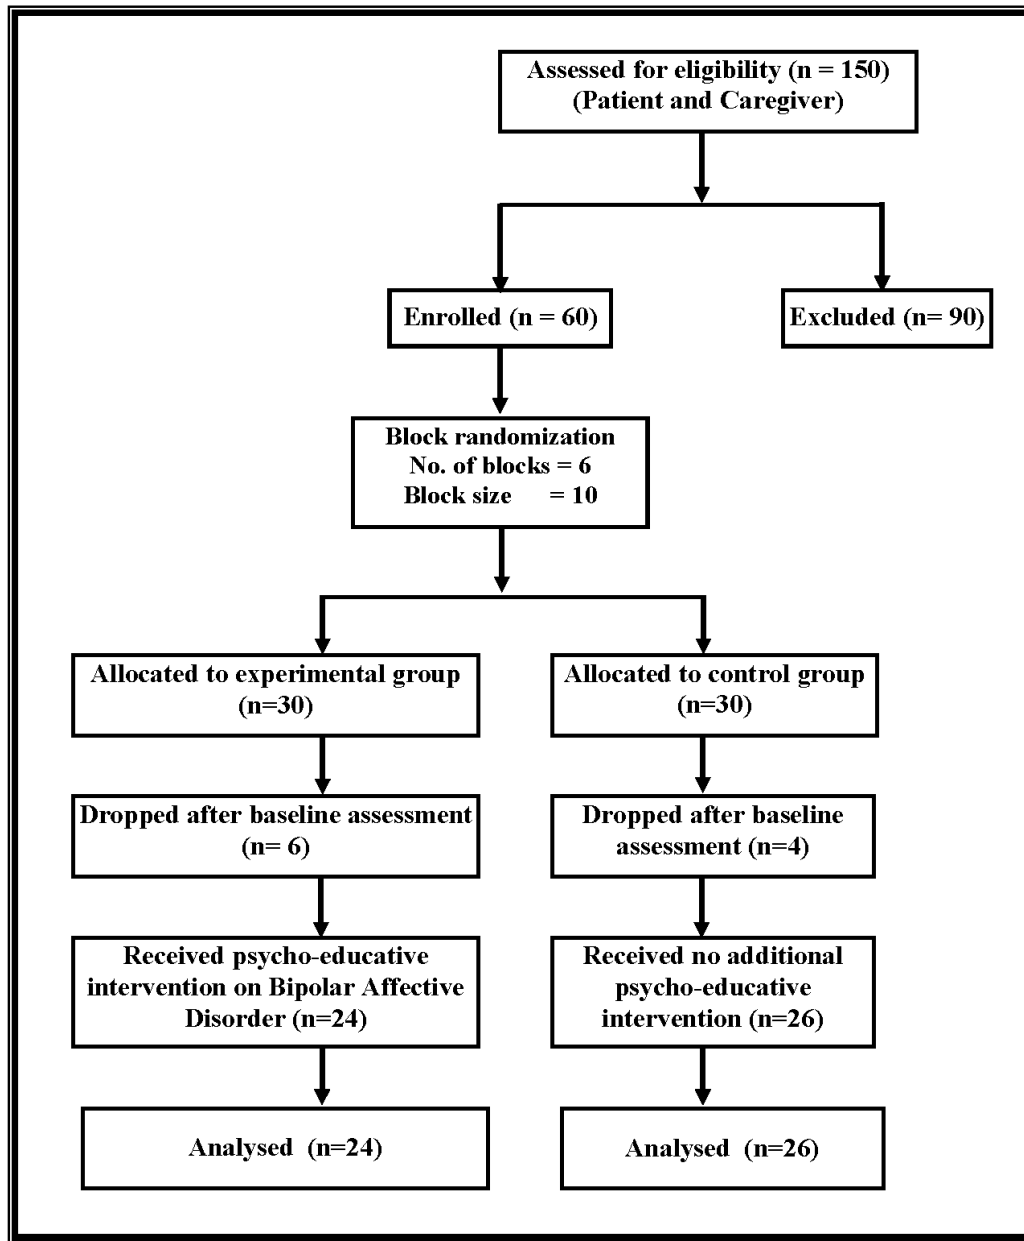 Assessed for eligibility (n = 150)
(Patient and Caregiver)
Enrolled (n = 60)
Excluded (n= 90)
Block randomization
No. of blocks = 6
Block size = 10
Allocated to experimental group
(n=30)
Allocated to control group
(n=30)
Dropped after baseline assessment
(n= 6)
Dropped after baseline
assessment (n=4)
Received psycho-educative
intervention on Bipolar Affective
Disorder (n=24)
Received no additional
psycho-educative
intervention (n=26)
Analysed (n=24)
Analysed (n=26)